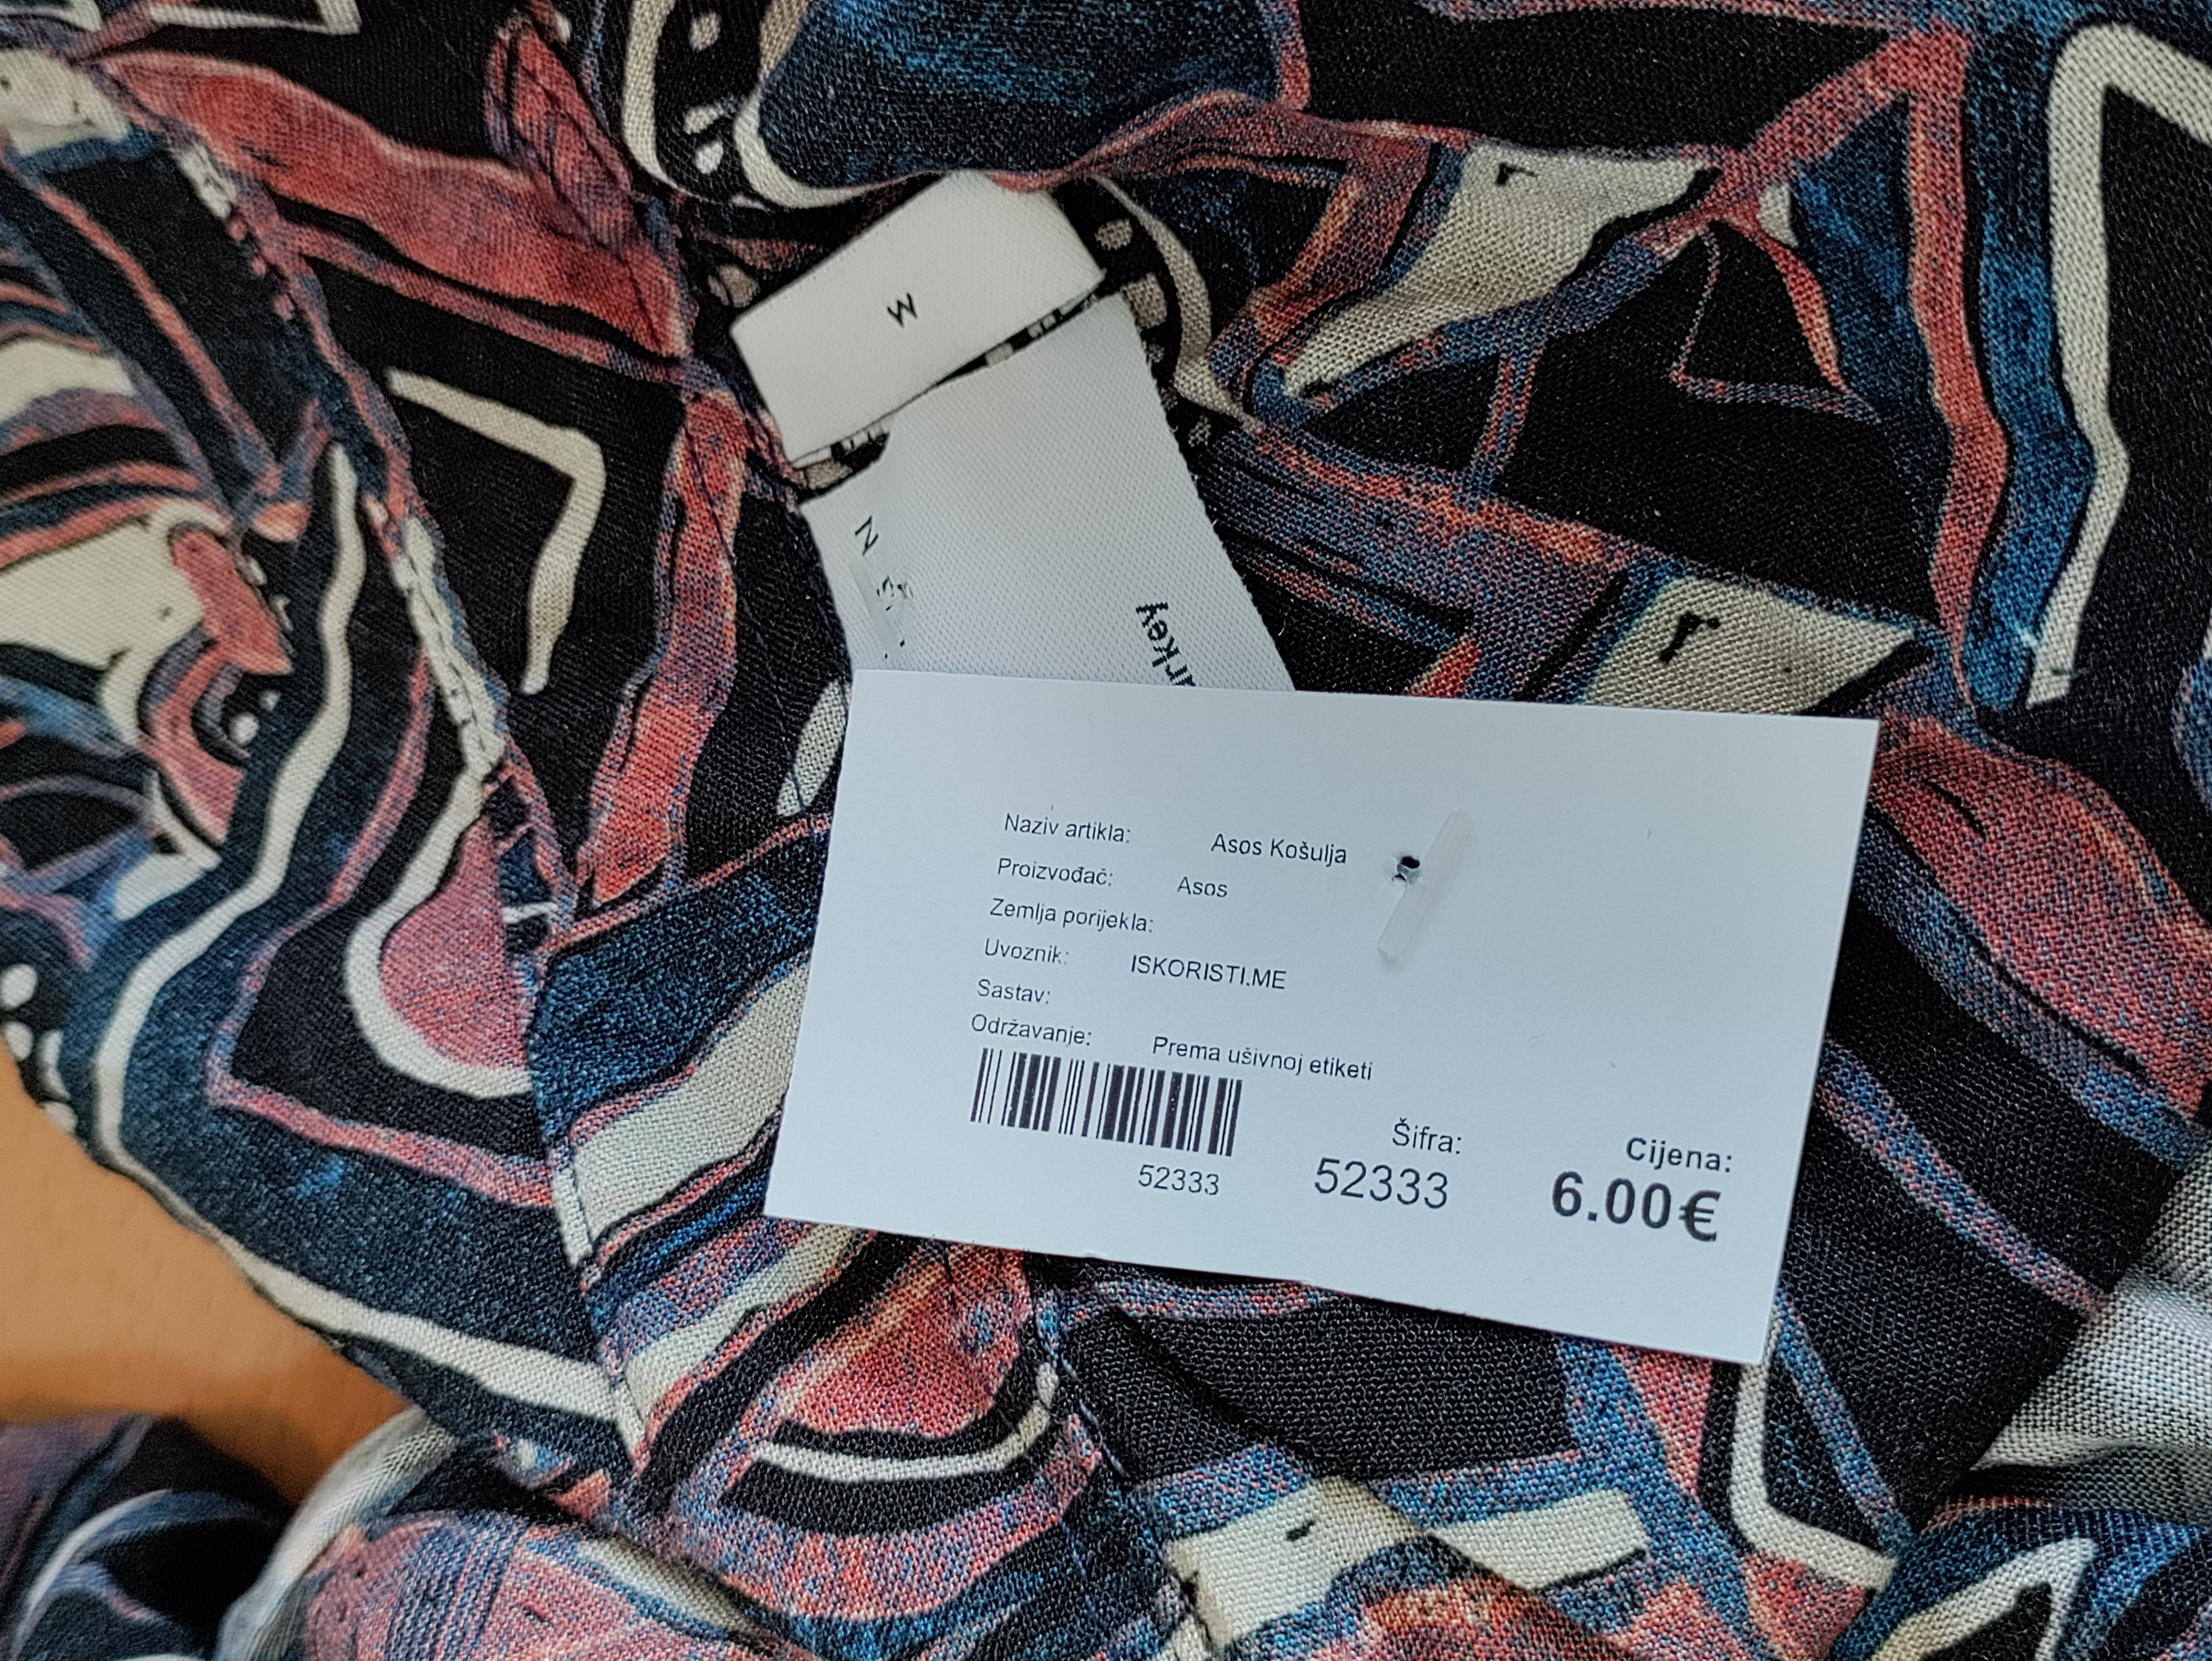 M
N
Naziv artikla: Asos Košulja
Proizvođač: Asos
Zemlja porijekla:
Uvoznik: ISKORISTI.ME
Sastav:
Održavanje: Prema ušivnoj etiketi
52333
Šifra:
52333
Cijena:
6.00€